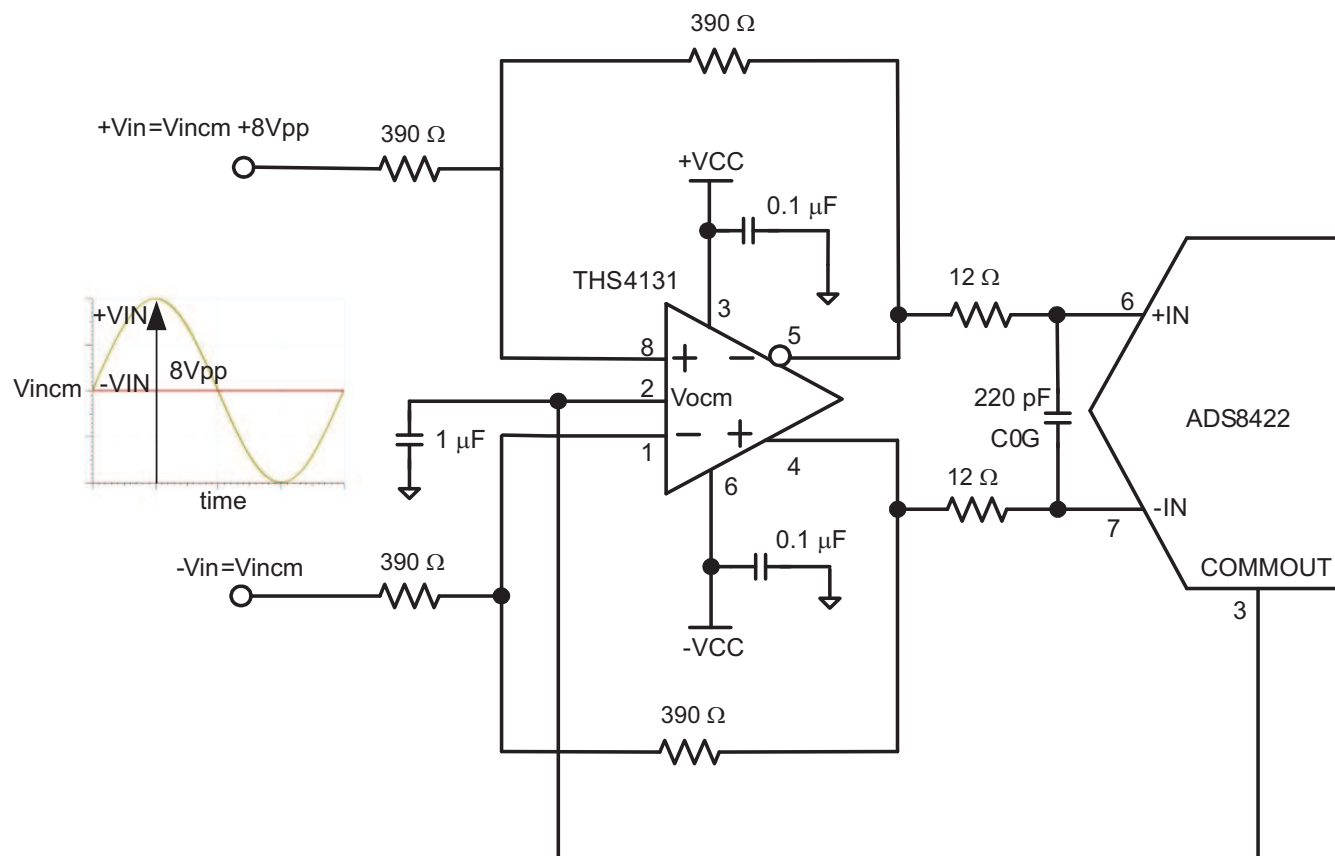 390 Ω
+Vin=Vincm +8Vpp
390 Ω
+VCC
0.1 μF
THS4131
3
12 Ω
6
+IN
5
8
+
−
+VIN
8Vpp
Vincm
-VIN
2
Vocm
220 pF
C0G
ADS8422
1 μF
1
−
+
4
time
6
12 Ω
7
-IN
0.1 μF
-Vin=Vincm
390 Ω
COMMOUT
3
-VCC
390 Ω